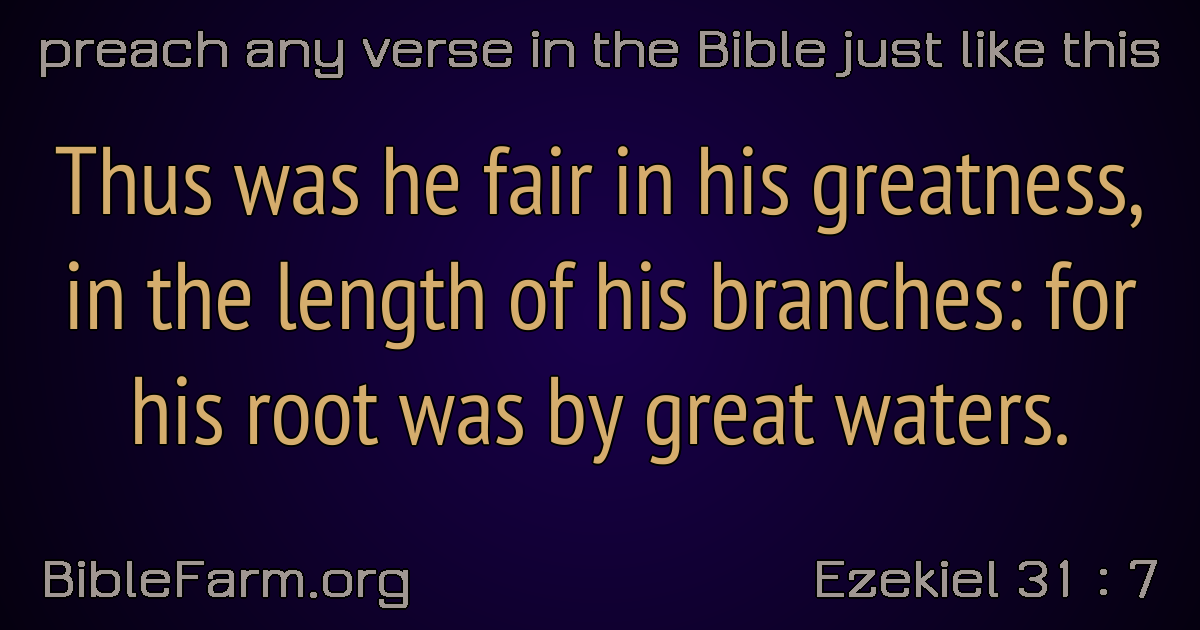 preach any verse in the Bible just like this
Thus was he fair in his greatness,
in the length of his branches: for
his root was by great waters.
BibleFarm.org
Ezekiel 31 : 7